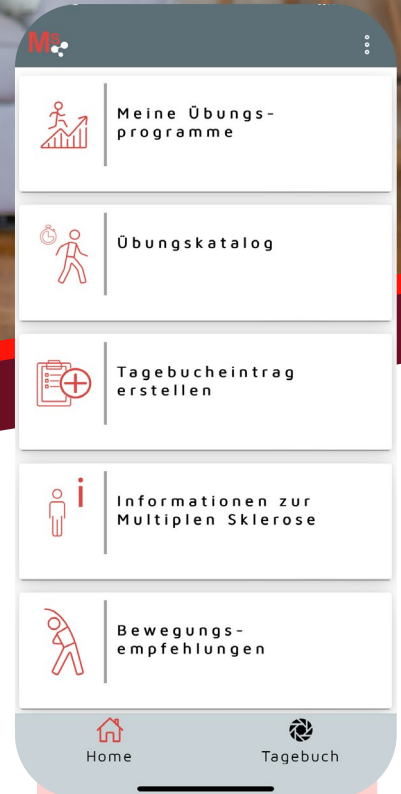 Ms
Meine Übungs-
programme
Übungskatalog
Tagebucheintrag
erstellen
i
Informationen zur
Multiplen Sklerose
Bewegungs-
empfehlungen
Home
Tagebuch